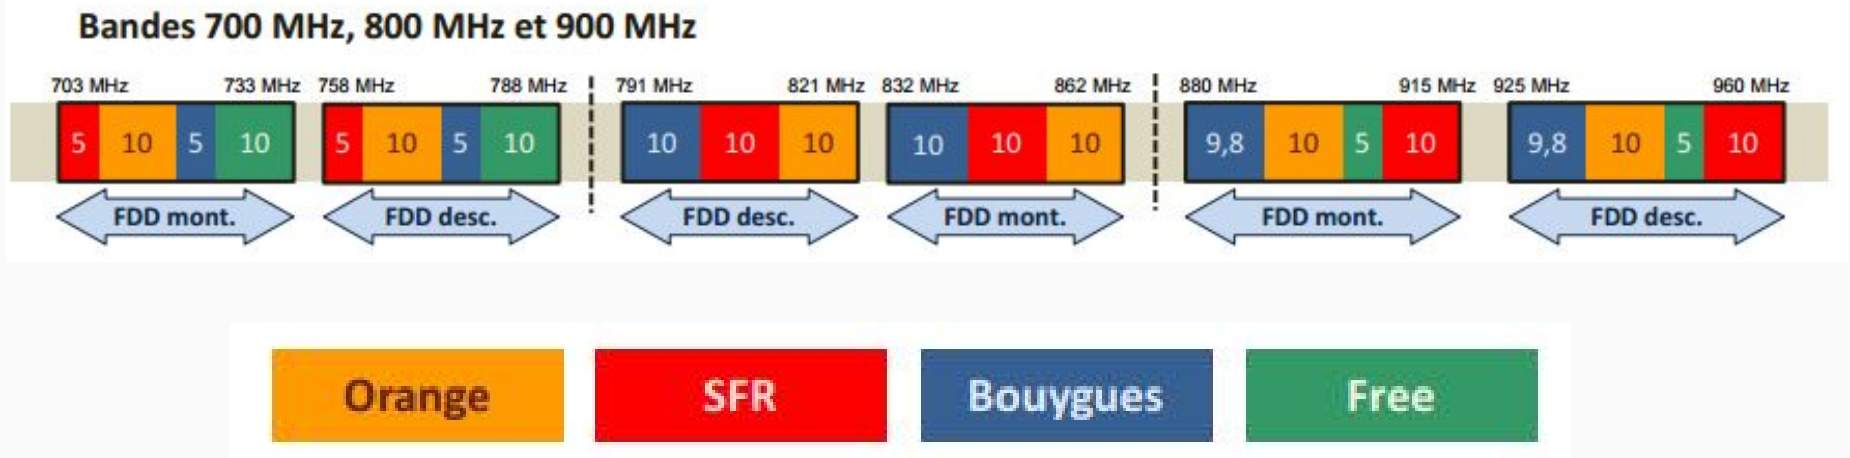 Bandes 700 MHz, 800 MHz et 900 MHz
703 MHz 733 MHz 758 MHz 788 MHz 791 MHz 821 MHz 832 MHz 862 MHz 880 MHz 915 MHz 925 MHz 960 MHz
5 10 5 10 5 10 5 10 10 10 10 10 10 10 9,8 10 5 10 9,8 10 5 10
FDD mont. FDD desc. FDD desc. FDD mont. FDD mont. FDD desc.
Orange SFR Bouygues Free